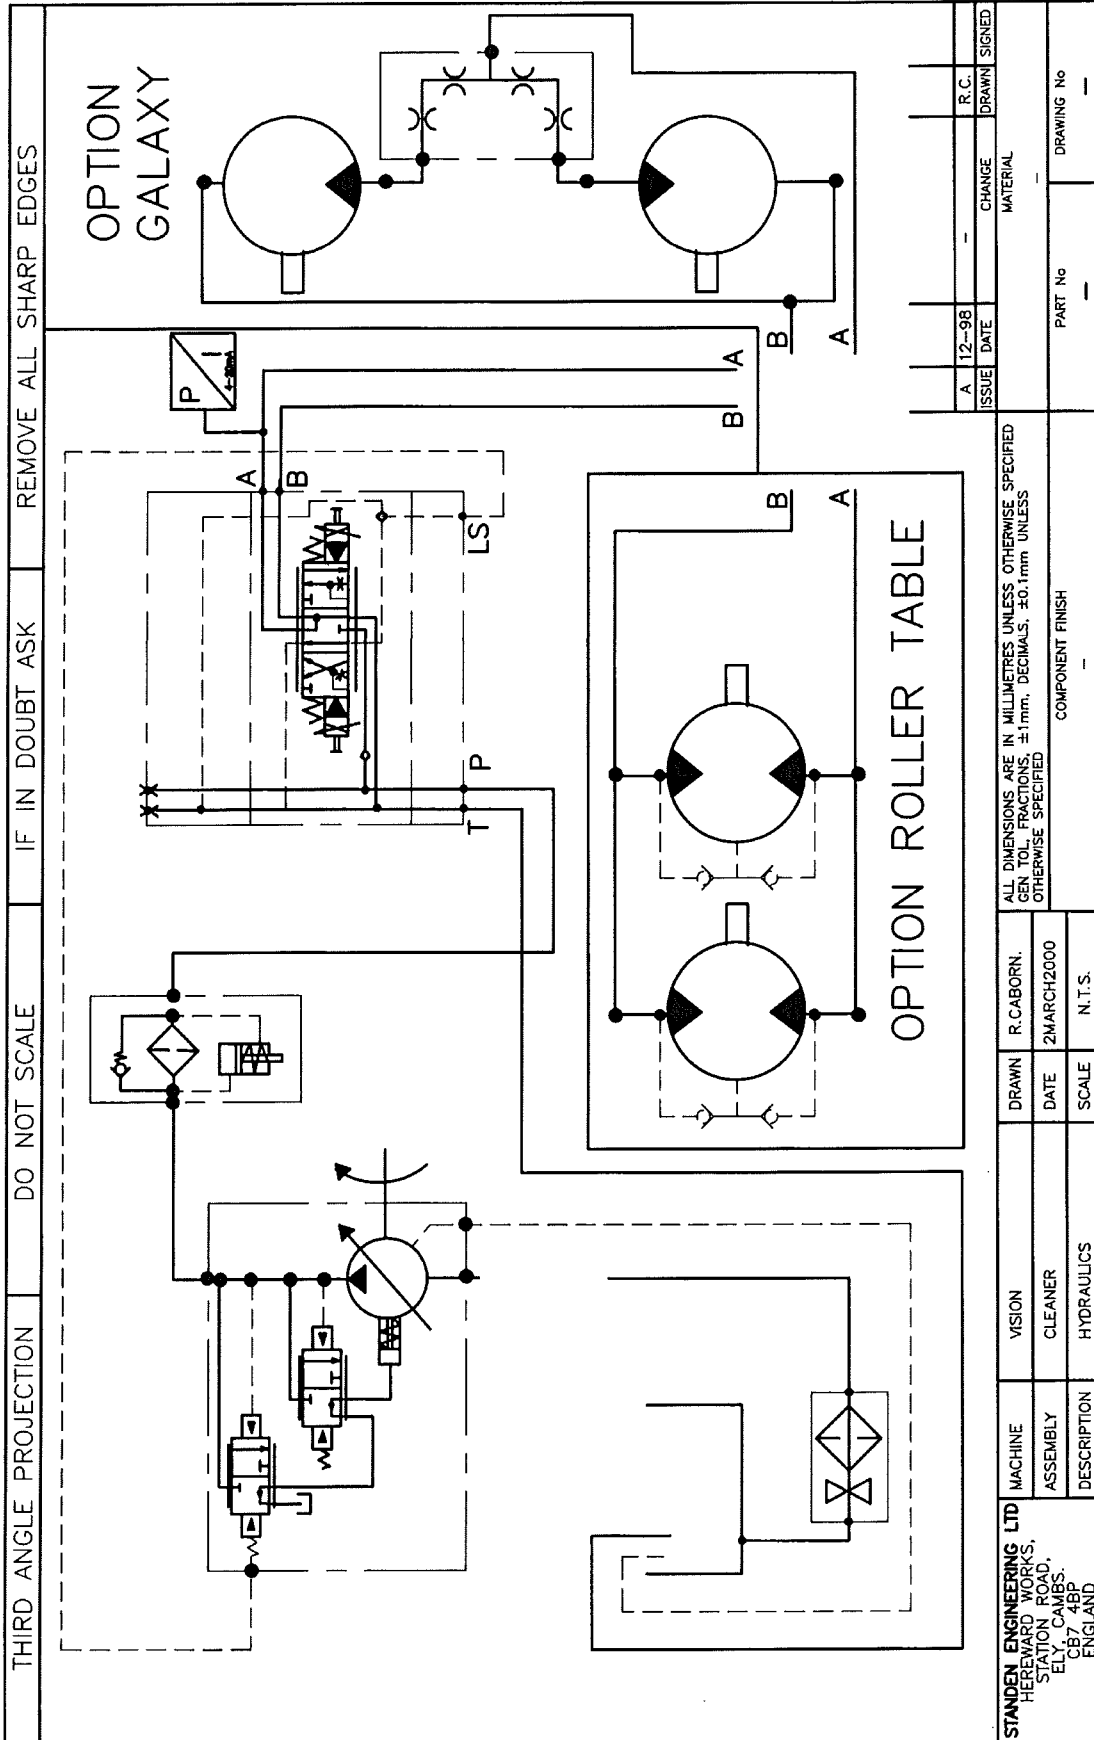 THIRD ANGLE PROJECTION
DO NOT SCALE
IF IN DOUBT ASK
REMOVE ALL SHARP EDGES
OPTION
GALAXY
P
I
4-20mA
A
B
LS
P
T
B
A
B
A
B
A
OPTION ROLLER TABLE
STANDEN ENGINEERING LTD
HEREWARD WORKS,
STATION ROAD,
ELY, CAMBS.
CB7 4BP
ENGLAND
MACHINE
VISION
ASSEMBLY
CLEANER
DESCRIPTION
HYDRAULICS
DRAWN
R.CABORN.
DATE
2MARCH2000
SCALE
N.T.S.
ALL DIMENSIONS ARE IN MILLIMETRES UNLESS OTHERWISE SPECIFIED
GEN TOL, FRACTIONS, ±1mm, DECIMALS, ±0.1mm UNLESS
OTHERWISE SPECIFIED
COMPONENT FINISH
-
A 12-98 - R.C.
ISSUE DATE CHANGE DRAWN SIGNED
MATERIAL
-
PART No
-
DRAWING No
-